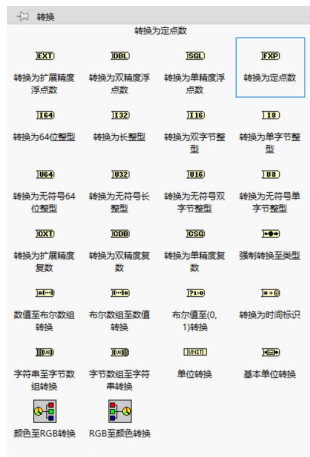 转换
转换为定点数
EXT DBL SGL FXP
转换为扩展精度浮点数 转换为双精度浮点数 转换为单精度浮点数 转换为定点数
I64 I32 I16 I8
转换为64位整型 转换为长整型 转换为双字节整型 转换为单字节整型
U64 U32 U16 U8
转换为无符号64位整型 转换为无符号长整型 转换为无符号双字节整型 转换为无符号单字节整型
CXT CDB CSG
转换为扩展精度复数 转换为双精度复数 转换为单精度复数 强制转换至类型
?1:0
数值至布尔数组转换 布尔数组至数值转换 布尔值至(0, 1)转换 转换为时间标识
[U8] [U8] UNIT
字符串至字节数组转换 字节数组至字符串转换 单位转换 基本单位转换
颜色至RGB转换 RGB至颜色转换